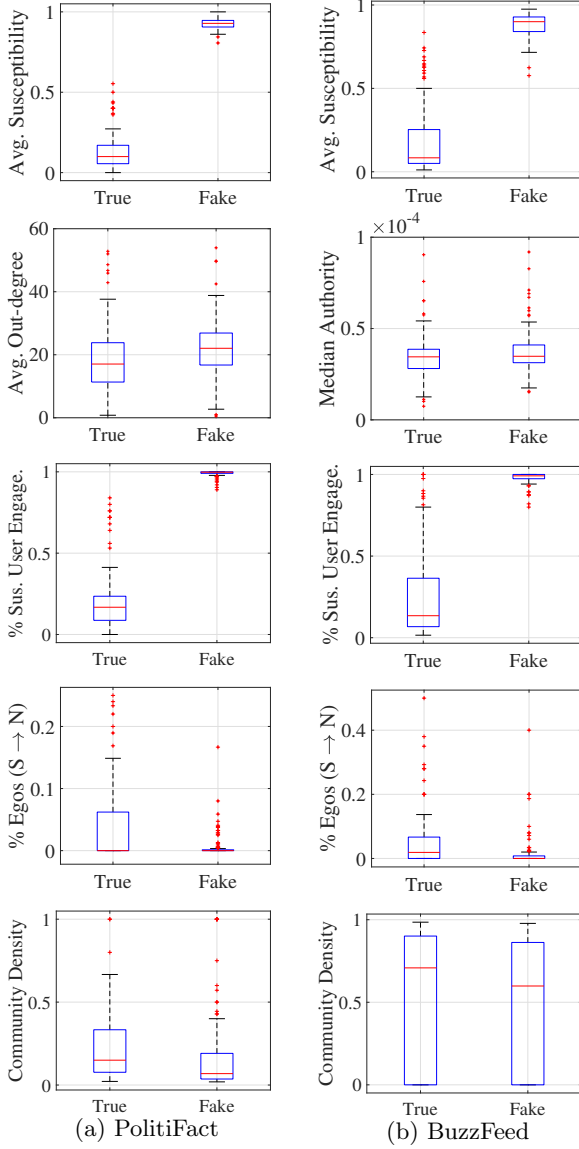 Avg. Susceptibility
1
0.5
0
True Fake
Avg. Susceptibility
1
0.5
0
True Fake
Avg. Out-degree
60
40
20
0
True Fake
Median Authority
×10^-4
1
0.5
0
True Fake
% Sus. User Engage.
1
0.5
0
True Fake
% Sus. User Engage.
1
0.5
0
True Fake
% Egos (S → N)
0.2
0.1
0
True Fake
% Egos (S → N)
0.4
0.2
0
True Fake
Community Density
1
0.5
0
True Fake
Community Density
1
0.5
0
True Fake
(a) PolitiFact
(b) BuzzFeed